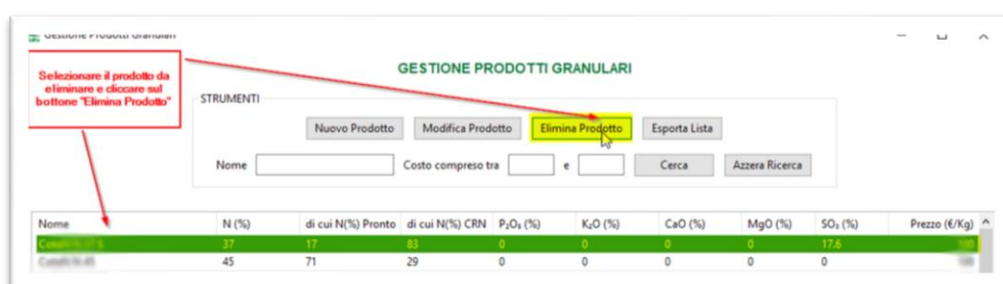 Gestione Prodotti Granulari
Selezionare il prodotto da
eliminare e cliccare sul
bottone "Elimina Prodotto"
GESTIONE PRODOTTI GRANULARI
STRUMENTI
Nuovo Prodotto Modifica Prodotto Elimina Prodotto Esporta Lista
Nome Costo compreso tra e Cerca Azzera Ricerca
Nome N (%) di cui N(%) Pronto di cui N(%) CRN P₂O₅ (%) K₂O (%) CaO (%) MgO (%) SO₃ (%) Prezzo (€/Kg)
37 17 83 0 0 0 0 17.6
45 71 29 0 0 0 0 0